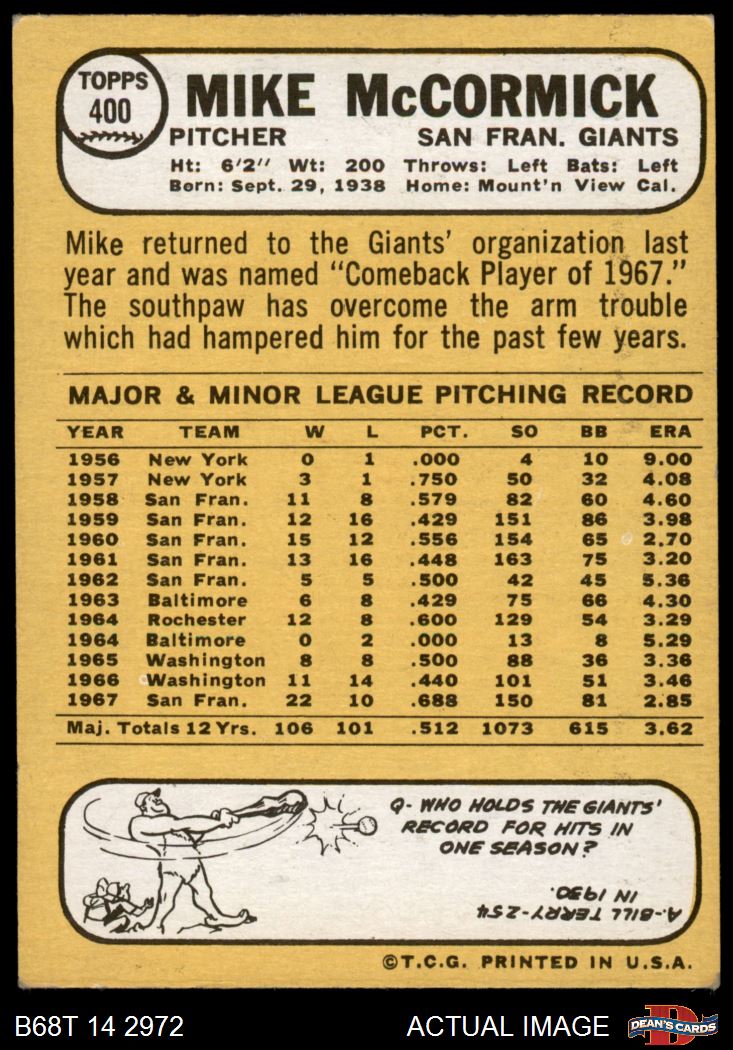 TOPPS
400
MIKE McCORMICK
PITCHER SAN FRAN. GIANTS
Ht: 6'2" Wt: 200 Throws: Left Bats: Left
Born: Sept. 29, 1938 Home: Mount'n View Cal.
Mike returned to the Giants' organization last
year and was named "Comeback Player of 1967."
The southpaw has overcome the arm trouble
which had hampered him for the past few years.
MAJOR & MINOR LEAGUE PITCHING RECORD
YEAR TEAM W L PCT. SO BB ERA
1956 New York 0 1 .000 4 10 9.00
1957 New York 3 1 .750 50 32 4.08
1958 San Fran. 11 8 .579 82 60 4.60
1959 San Fran. 12 16 .429 151 86 3.98
1960 San Fran. 15 12 .556 154 65 2.70
1961 San Fran. 13 16 .448 163 75 3.20
1962 San Fran. 5 5 .500 42 45 5.36
1963 Baltimore 6 8 .429 75 66 4.30
1964 Rochester 12 8 .600 129 54 3.29
1964 Baltimore 0 2 .000 13 8 5.29
1965 Washington 8 8 .500 88 36 3.36
1966 Washington 11 14 .440 101 51 3.46
1967 San Fran. 22 10 .688 150 81 2.85
Maj. Totals 12 Yrs. 106 101 .512 1073 615 3.62
Q- WHO HOLDS THE GIANTS'
RECORD FOR HITS IN
ONE SEASON?
A-BILL TERRY-254
IN 1930.
©T.C.G. PRINTED IN U.S.A.
B68T 14 2972 ACTUAL IMAGE
D
DEAN'S CARDS